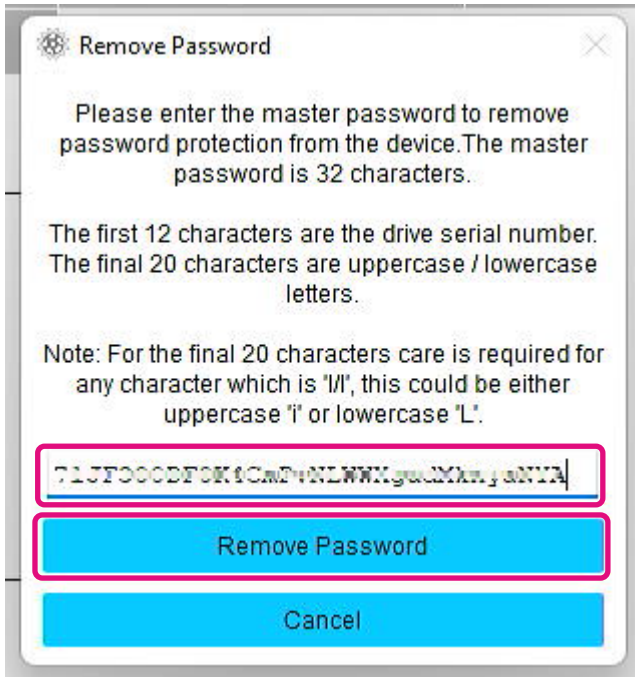 Remove Password
Please enter the master password to remove
password protection from the device.The master
password is 32 characters.
The first 12 characters are the drive serial number.
The final 20 characters are uppercase / lowercase
letters.
Note: For the final 20 characters care is required for
any character which is 'l/I', this could be either
uppercase 'i' or lowercase 'L'.
Remove Password
Cancel